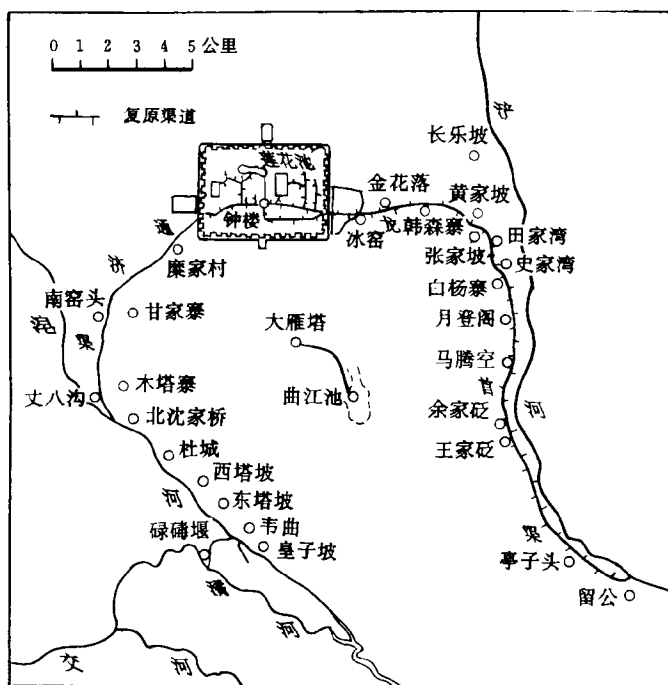 0 1 2 3 4 5 公里
复原渠道
浐
长乐坡
莲花池
金花落
黄家坡
钟楼
冰窑
龙
韩森寨
张家坡
田家湾
通
济
渠
糜家村
史家湾
白杨寨
南窑头
甘家寨
月登阁
大雁塔
马腾空
木塔寨
丈八沟
曲江池
首
河
北沈家桥
余家砭
王家砭
杜城
西塔坡
河
东塔坡
韦曲
渠
碌碡堰
皇子坡
亭子头
潏
河
留公
交
河